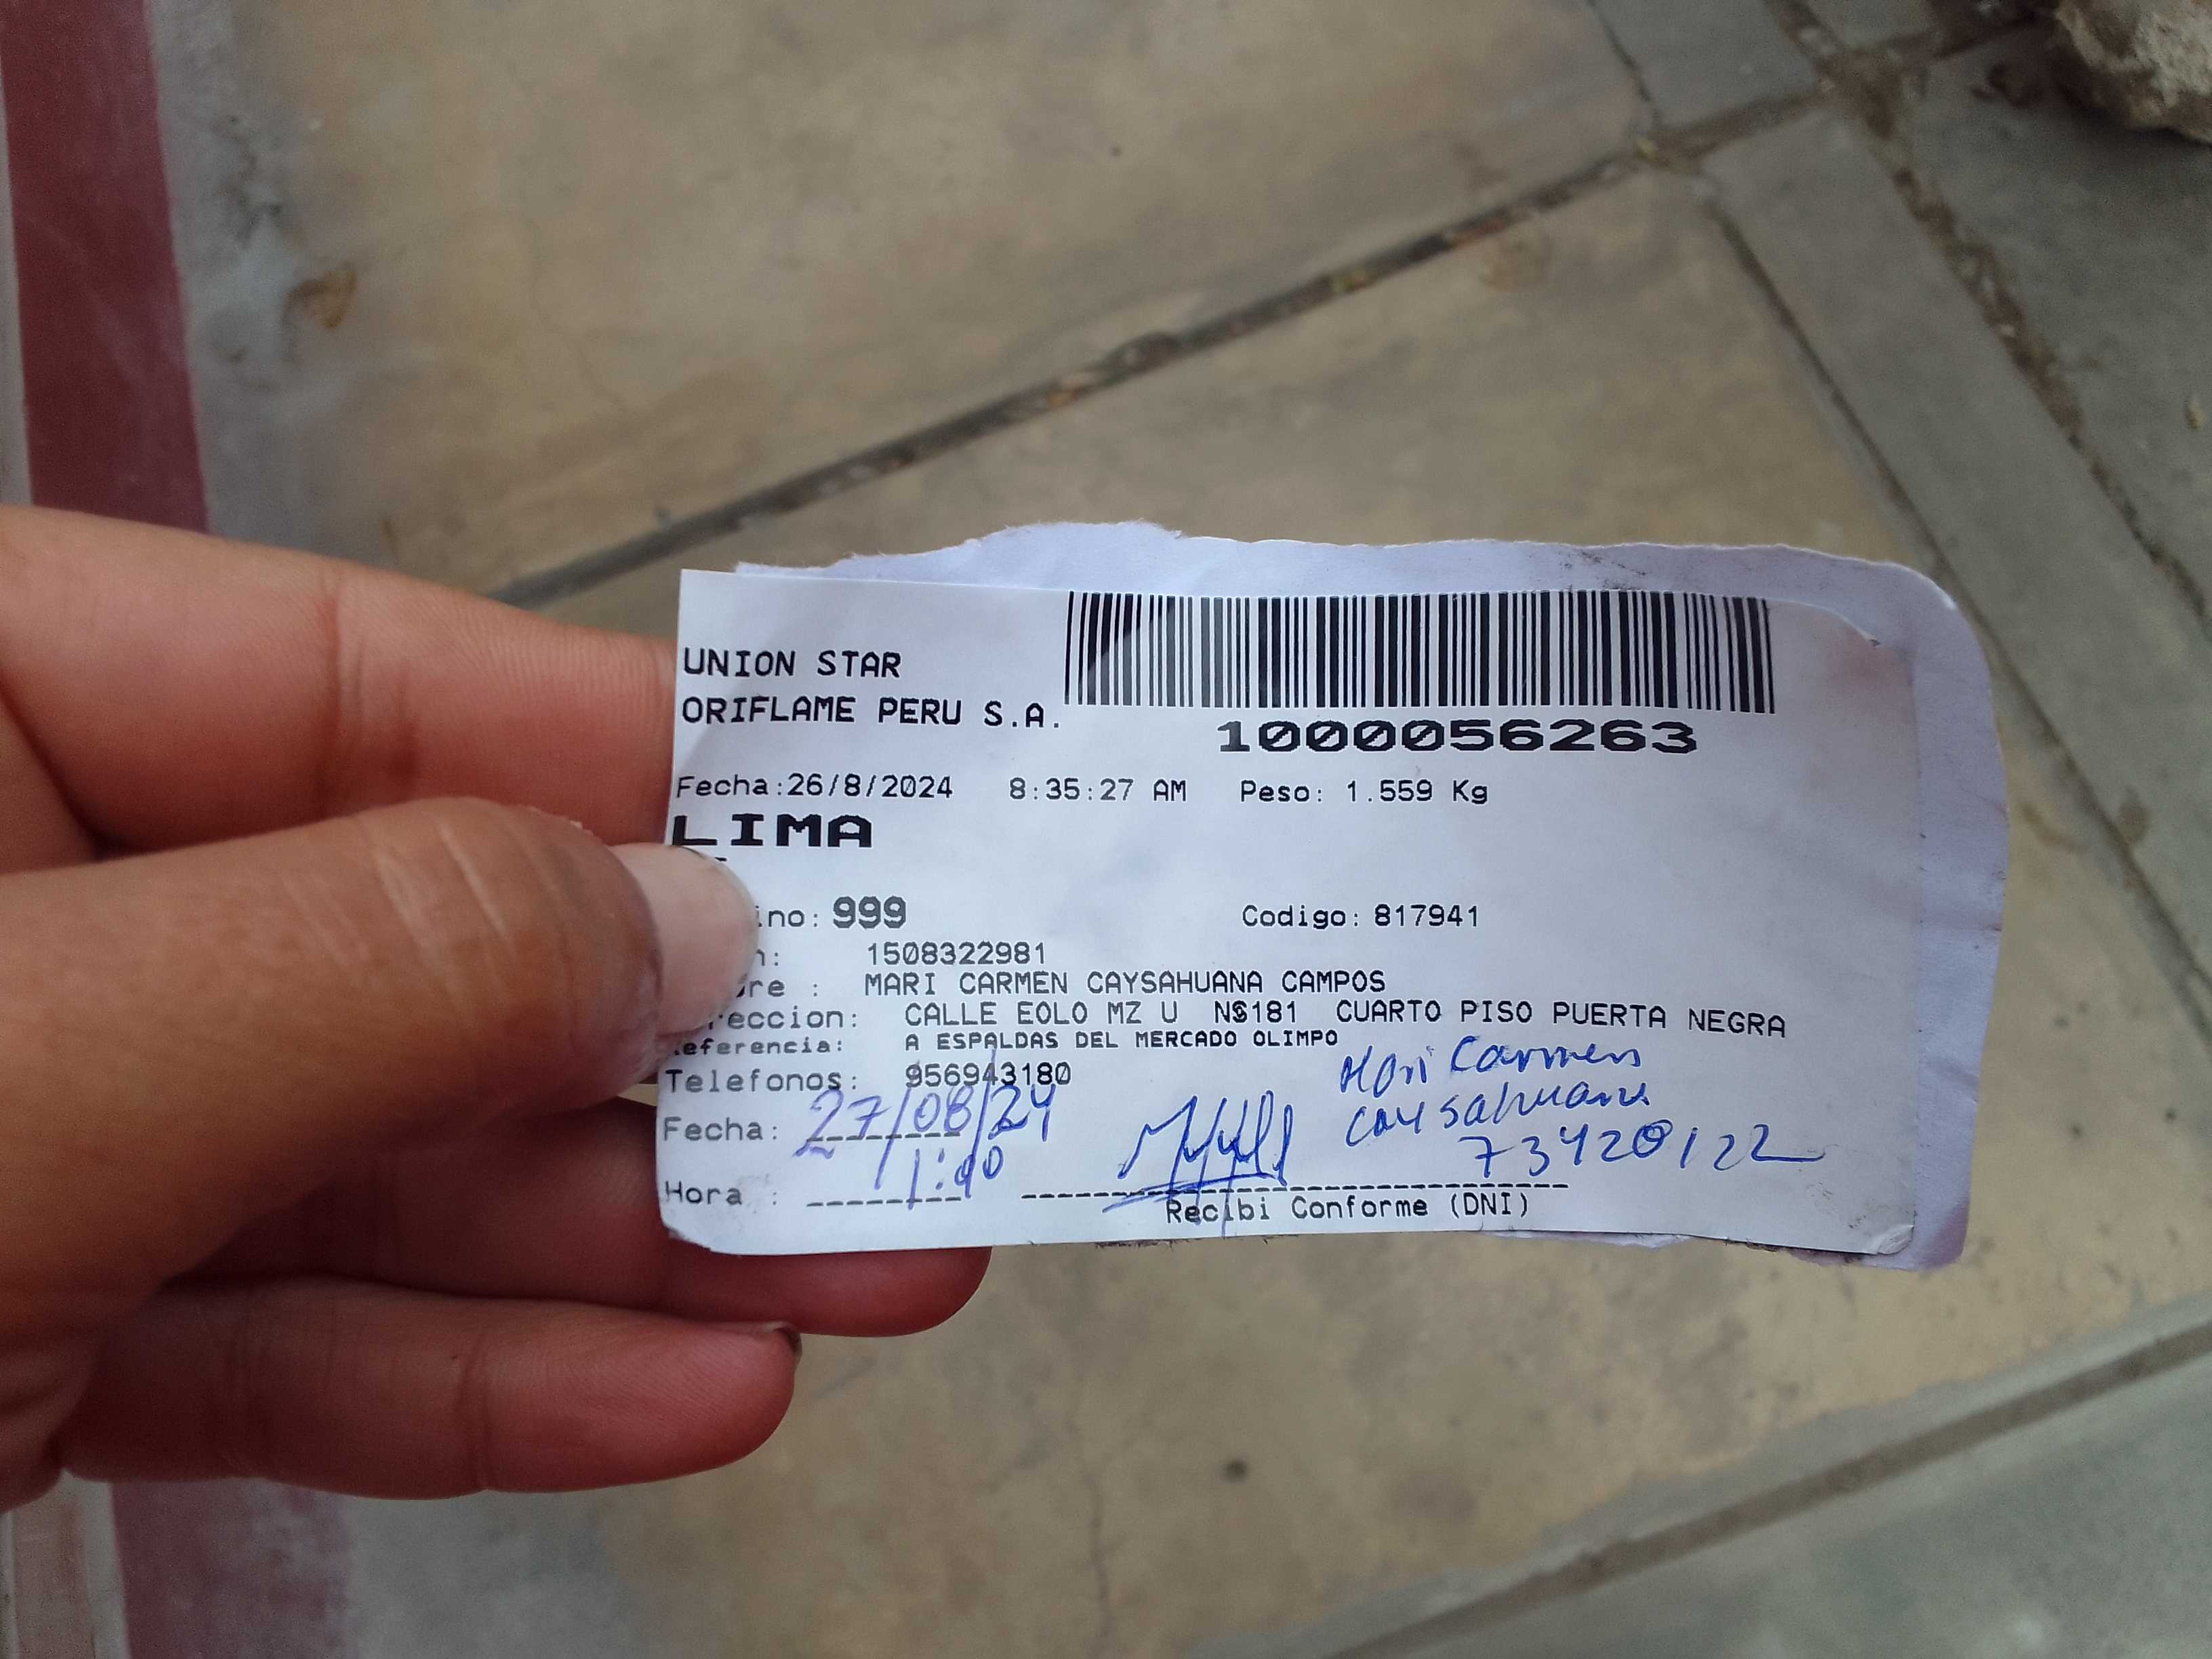 UNION STAR
ORIFLAME PERU S.A.
1000056263
Fecha:26/8/2024 8:35:27 AM Peso: 1.559 Kg
LIMA
ino: 999 Codigo: 817941
n: 1508322981
bre : MARI CARMEN CAYSAHUANA CAMPOS
reccion: CALLE EOLO MZ U N§181 CUARTO PISO PUERTA NEGRA
eferencia: A ESPALDAS DEL MERCADO OLIMPO
Telefonos: 956943180
Mari Carmen
Caysahuana
Fecha: 27/08/24
73420122
Hora :
Recibi Conforme (DNI)